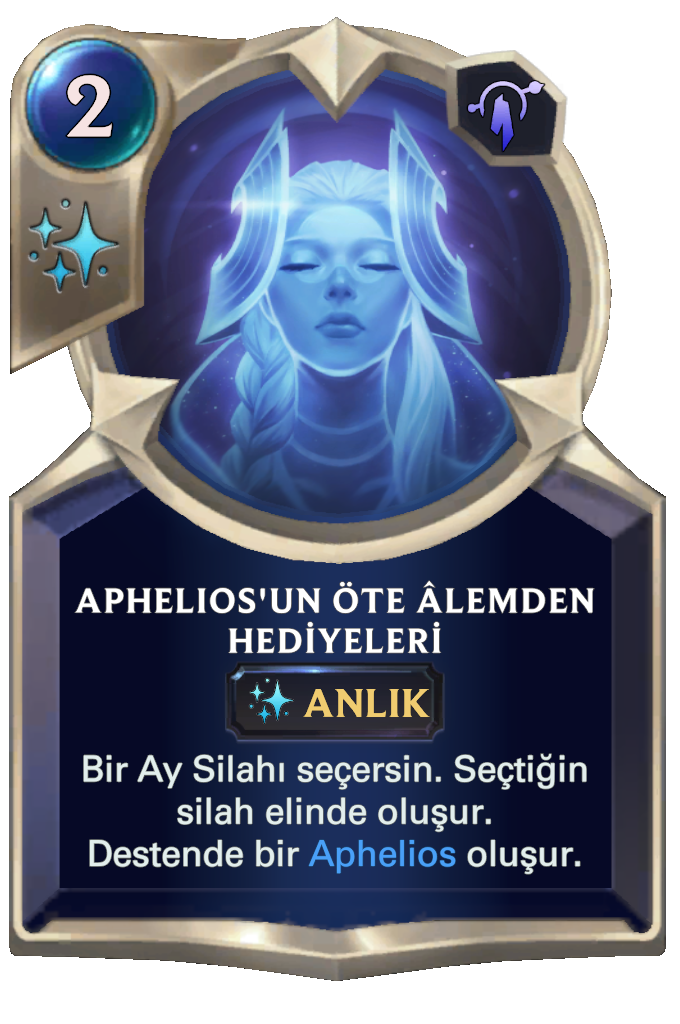 2
APHELIOS'UN ÖTE ÂLEMDEN
HEDİYELERİ
ANLIK
Bir Ay Silahı seçersin. Seçtiğin
silah elinde oluşur.
Destende bir Aphelios oluşur.